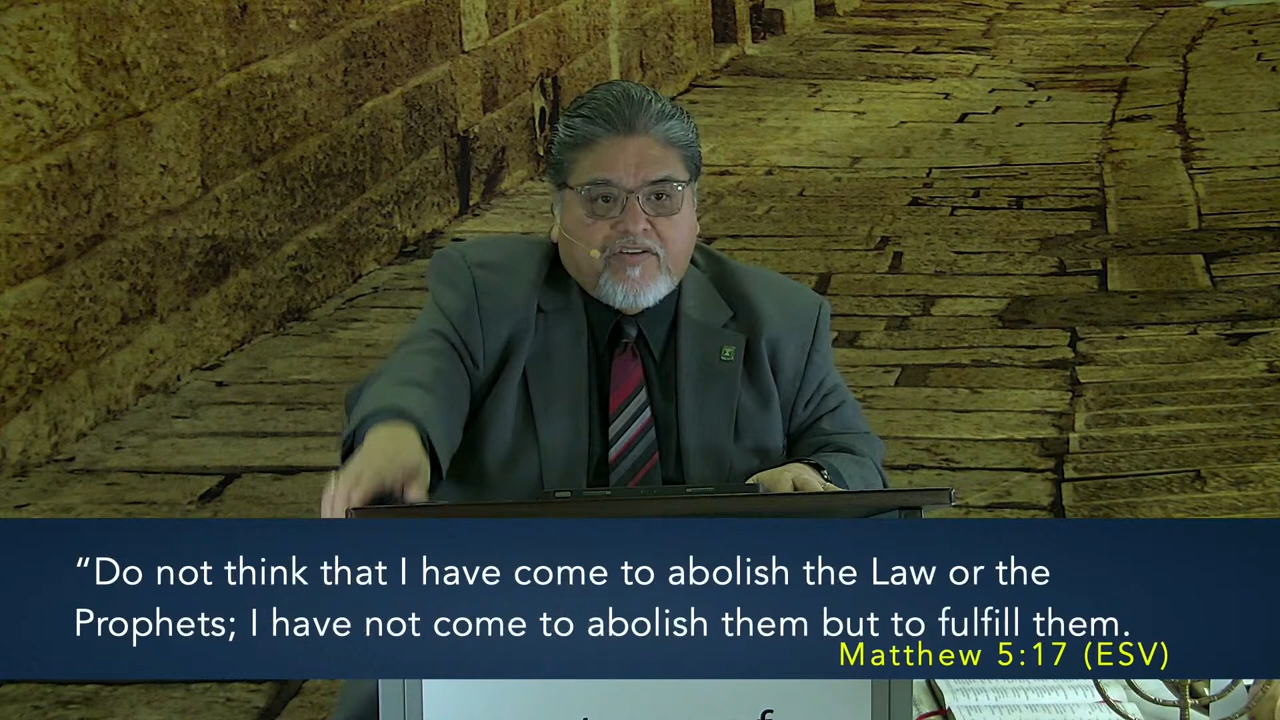 “Do not think that I have come to abolish the Law or the
Prophets; I have not come to abolish them but to fulfill them.
Matthew 5:17 (ESV)